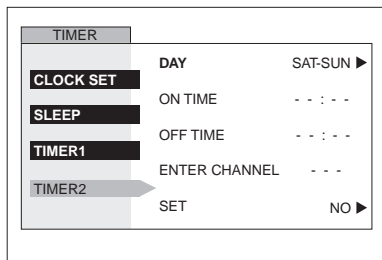 TIMER
CLOCK SET
SLEEP
TIMER1
TIMER2
DAY SAT-SUN ▶
ON TIME - - : - -
OFF TIME - - : - -
ENTER CHANNEL - - -
SET NO ▶